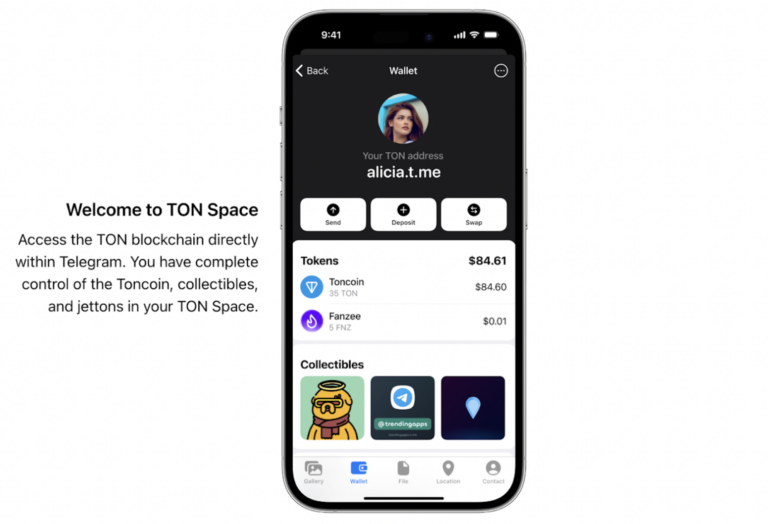 Welcome to TON Space
Access the TON blockchain directly
within Telegram. You have complete
control of the Toncoin, collectibles,
and jettons in your TON Space.
9:41
Back
Wallet
Your TON address
alicia.t.me
Send
Deposit
Swap
Tokens
$84.61
Toncoin
$84.60
35 TON
Fanzee
$0.01
5 FNZ
Collectibles
@trendingapps
Gallery
Wallet
File
Location
Contact